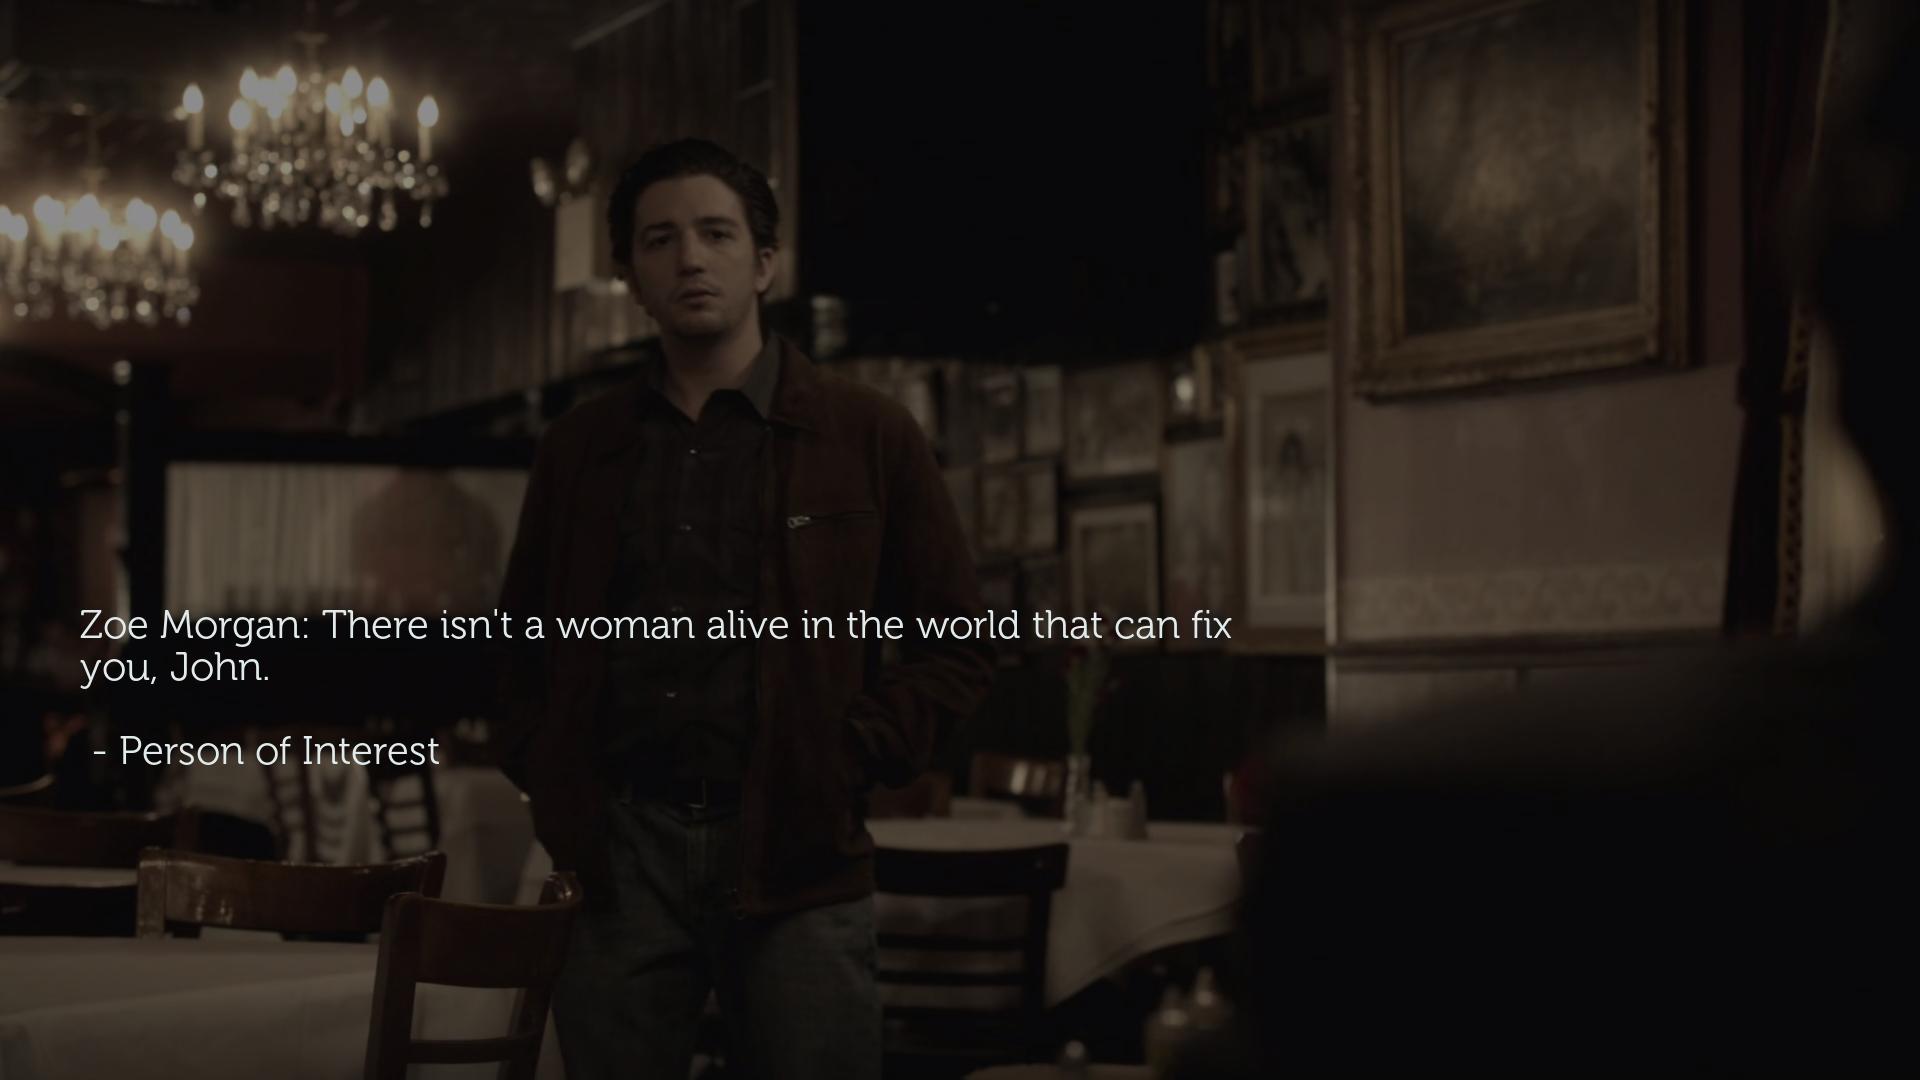 Zoe Morgan: There isn't a woman alive in the world that can fix
you, John.
- Person of Interest